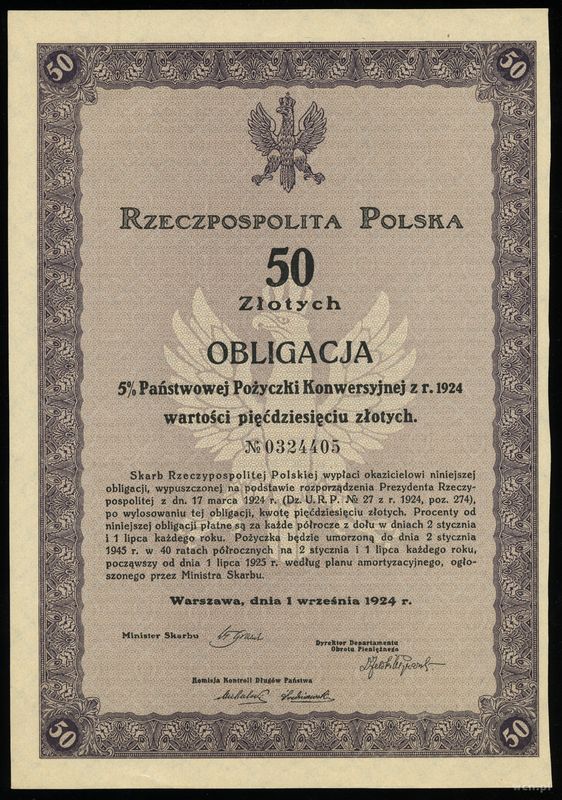 50 50
RZECZPOSPOLITA POLSKA
50
Złotych
OBLIGACJA
5% Państwowej Pożyczki Konwersyjnej z r. 1924
wartości pięćdziesięciu złotych.
№ 0324405
Skarb Rzeczypospolitej Polskiej wypłaci okazicielowi niniejszej
obligacji, wypuszczonej na podstawie rozporządzenia Prezydenta Rzeczy-
pospolitej z dn. 17 marca 1924 r. (Dz. U. R. P. № 27 z r. 1924, poz. 274),
po wylosowaniu tej obligacji, kwotę pięćdziesięciu złotych. Procenty od
niniejszej obligacji płatne są za każde półrocze z dołu w dniach 2 stycznia
i 1 lipca każdego roku. Pożyczka będzie umorzoną do dnia 2 stycznia
1945 r. w 40 ratach półrocznych na 2 stycznia i 1 lipca każdego roku,
począwszy od dnia 1 lipca 1925 r. według planu amortyzacyjnego, ogło-
szonego przez Ministra Skarbu.
Warszawa, dnia 1 września 1924 r.
Minister Skarbu
Dyrektor Departamentu
Obrotu Pieniężnego
Komisja Kontroli Długów Państwa
50 50
wcn.pl